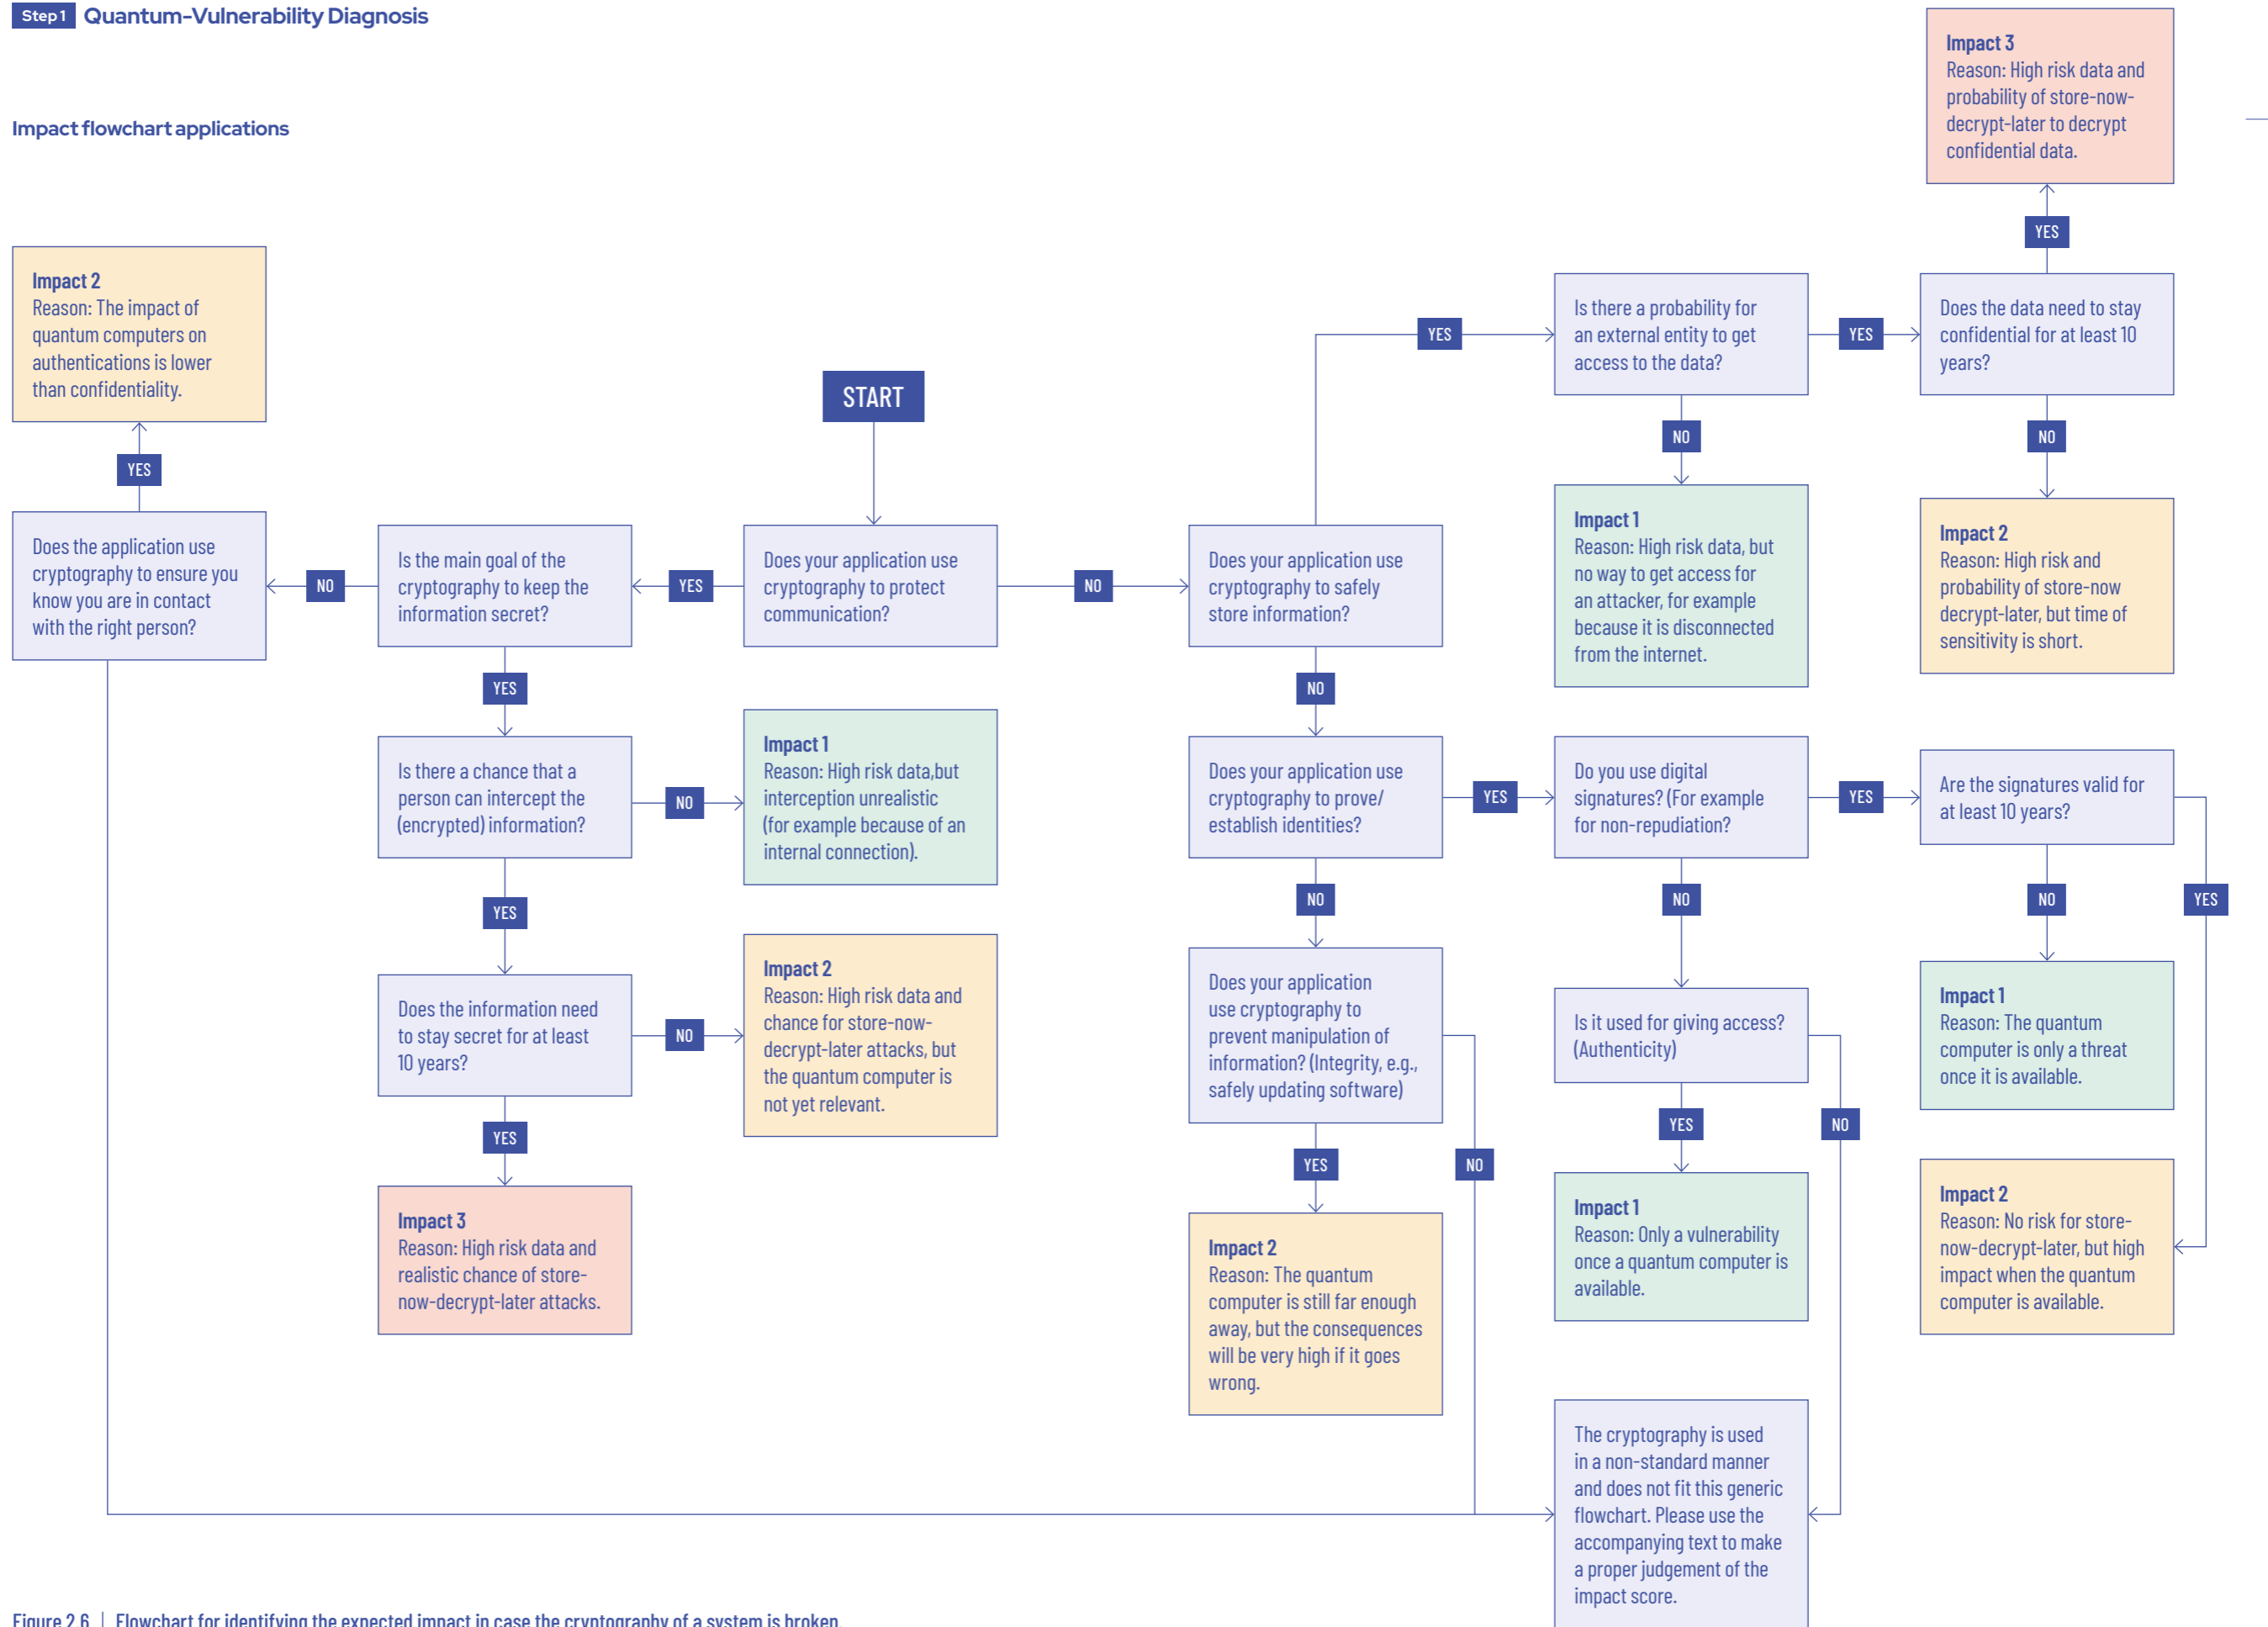 Step 1 Quantum-Vulnerability Diagnosis
Impact flowchart applications
Impact 3
Reason: High risk data and
probability of store-now-
decrypt-later to decrypt
confidential data.
YES
Impact 2
Reason: The impact of
quantum computers on
authentications is lower
than confidentiality.
YES
START
YES
Is there a probability for
an external entity to get
access to the data?
YES
Does the data need to stay
confidential for at least 10
years?
NO
NO
Does the application use
cryptography to ensure you
know you are in contact
with the right person?
NO
Is the main goal of the
cryptography to keep the
information secret?
YES
Does your application use
cryptography to protect
communication?
NO
Does your application use
cryptography to safely
store information?
Impact 1
Reason: High risk data, but
no way to get access for
an attacker, for example
because it is disconnected
from the internet.
Impact 2
Reason: High risk and
probability of store-now
decrypt-later, but time of
sensitivity is short.
YES
NO
Is there a chance that a
person can intercept the
(encrypted) information?
NO
Impact 1
Reason: High risk data,but
interception unrealistic
(for example because of an
internal connection).
Does your application use
cryptography to prove/
establish identities?
YES
Do you use digital
signatures? (For example
for non-repudiation?
YES
Are the signatures valid for
at least 10 years?
YES
NO
NO
NO
YES
Does the information need
to stay secret for at least
10 years?
NO
Impact 2
Reason: High risk data and
chance for store-now-
decrypt-later attacks, but
the quantum computer is
not yet relevant.
Does your application
use cryptography to
prevent manipulation of
information? (Integrity, e.g.,
safely updating software)
Is it used for giving access?
(Authenticity)
Impact 1
Reason: The quantum
computer is only a threat
once it is available.
YES
YES
NO
YES
NO
Impact 3
Reason: High risk data and
realistic chance of store-
now-decrypt-later attacks.
Impact 2
Reason: The quantum
computer is still far enough
away, but the consequences
will be very high if it goes
wrong.
Impact 1
Reason: Only a vulnerability
once a quantum computer is
available.
Impact 2
Reason: No risk for store-
now-decrypt-later, but high
impact when the quantum
computer is available.
The cryptography is used
in a non-standard manner
and does not fit this generic
flowchart. Please use the
accompanying text to make
a proper judgement of the
impact score.
Figure 2.6 | Flowchart for identifying the expected impact in case the cryptography of a system is broken.